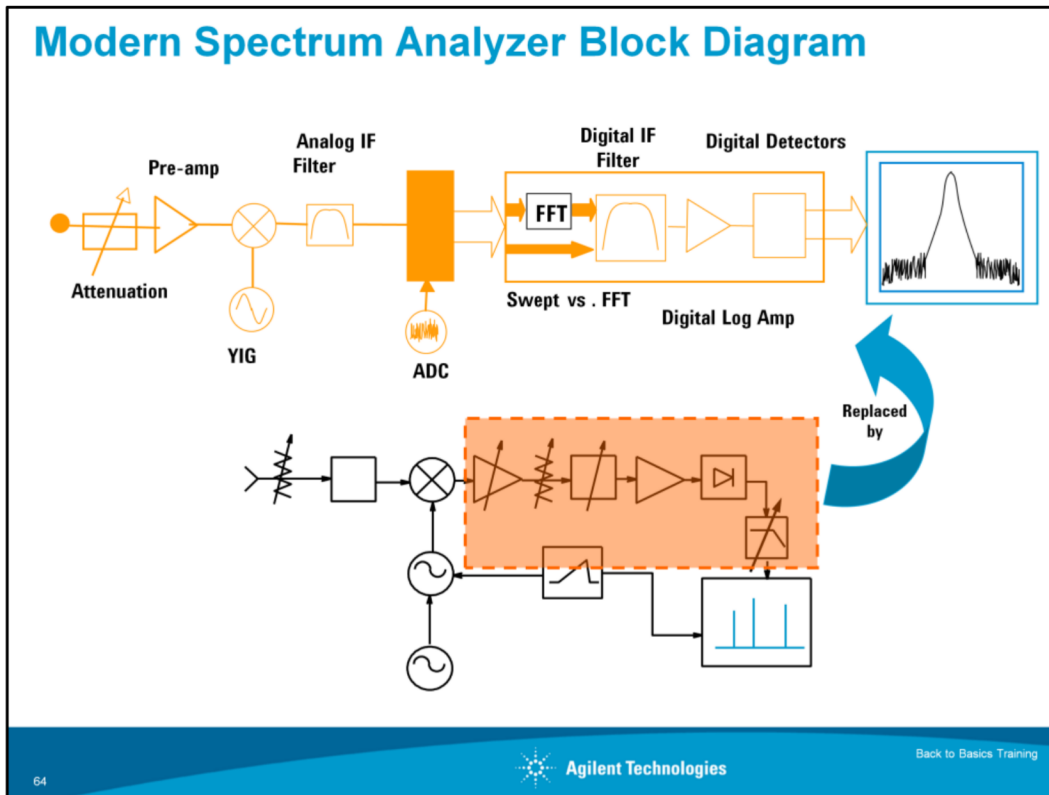 Modern Spectrum Analyzer Block Diagram
Analog IF
Filter
Digital IF
Filter
Digital Detectors
Pre-amp
FFT
Attenuation
Swept vs . FFT
Digital Log Amp
YIG
ADC
Replaced
by
64
Agilent Technologies
Back to Basics Training